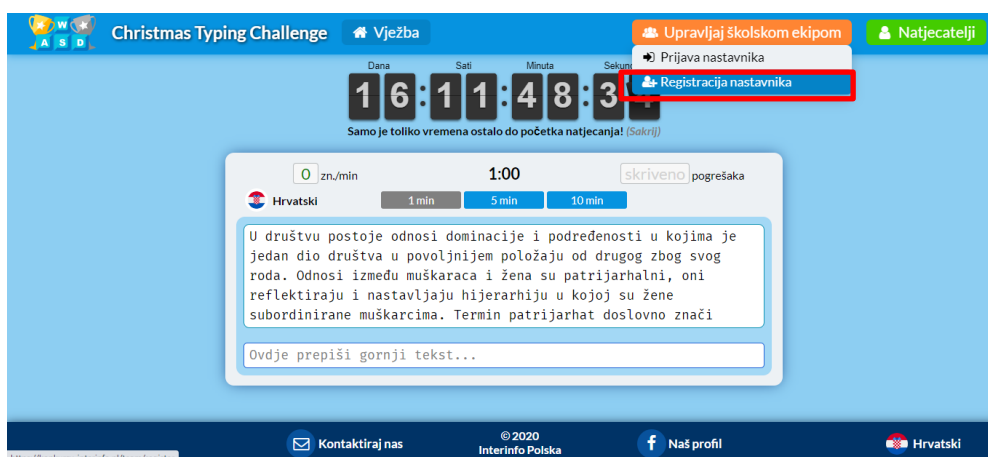 W
A S D
Christmas Typing Challenge
Vježba
Upravljaj školskom ekipom
Natjecatelji
Prijava nastavnika
Registracija nastavnika
Dana Sati Minuta
16:11:48:3
Samo je toliko vremena ostalo do početka natjecanja! (Sakrij)
0 zn./min 1:00 skriveno pogrešaka
Hrvatski 1 min 5 min 10 min
U društvu postoje odnosi dominacije i podređenosti u kojima je
jedan dio društva u povoljnijem položaju od drugog zbog svog
roda. Odnosi između muškaraca i žena su patrijarhalni, oni
reflektiraju i nastavljaju hijerarhiju u kojoj su žene
subordinirane muškarcima. Termin patrijarhat doslovno znači
Ovdje prepiši gornji tekst...
Kontaktiraj nas
© 2020
Interinfo Polska
Naš profil
Hrvatski